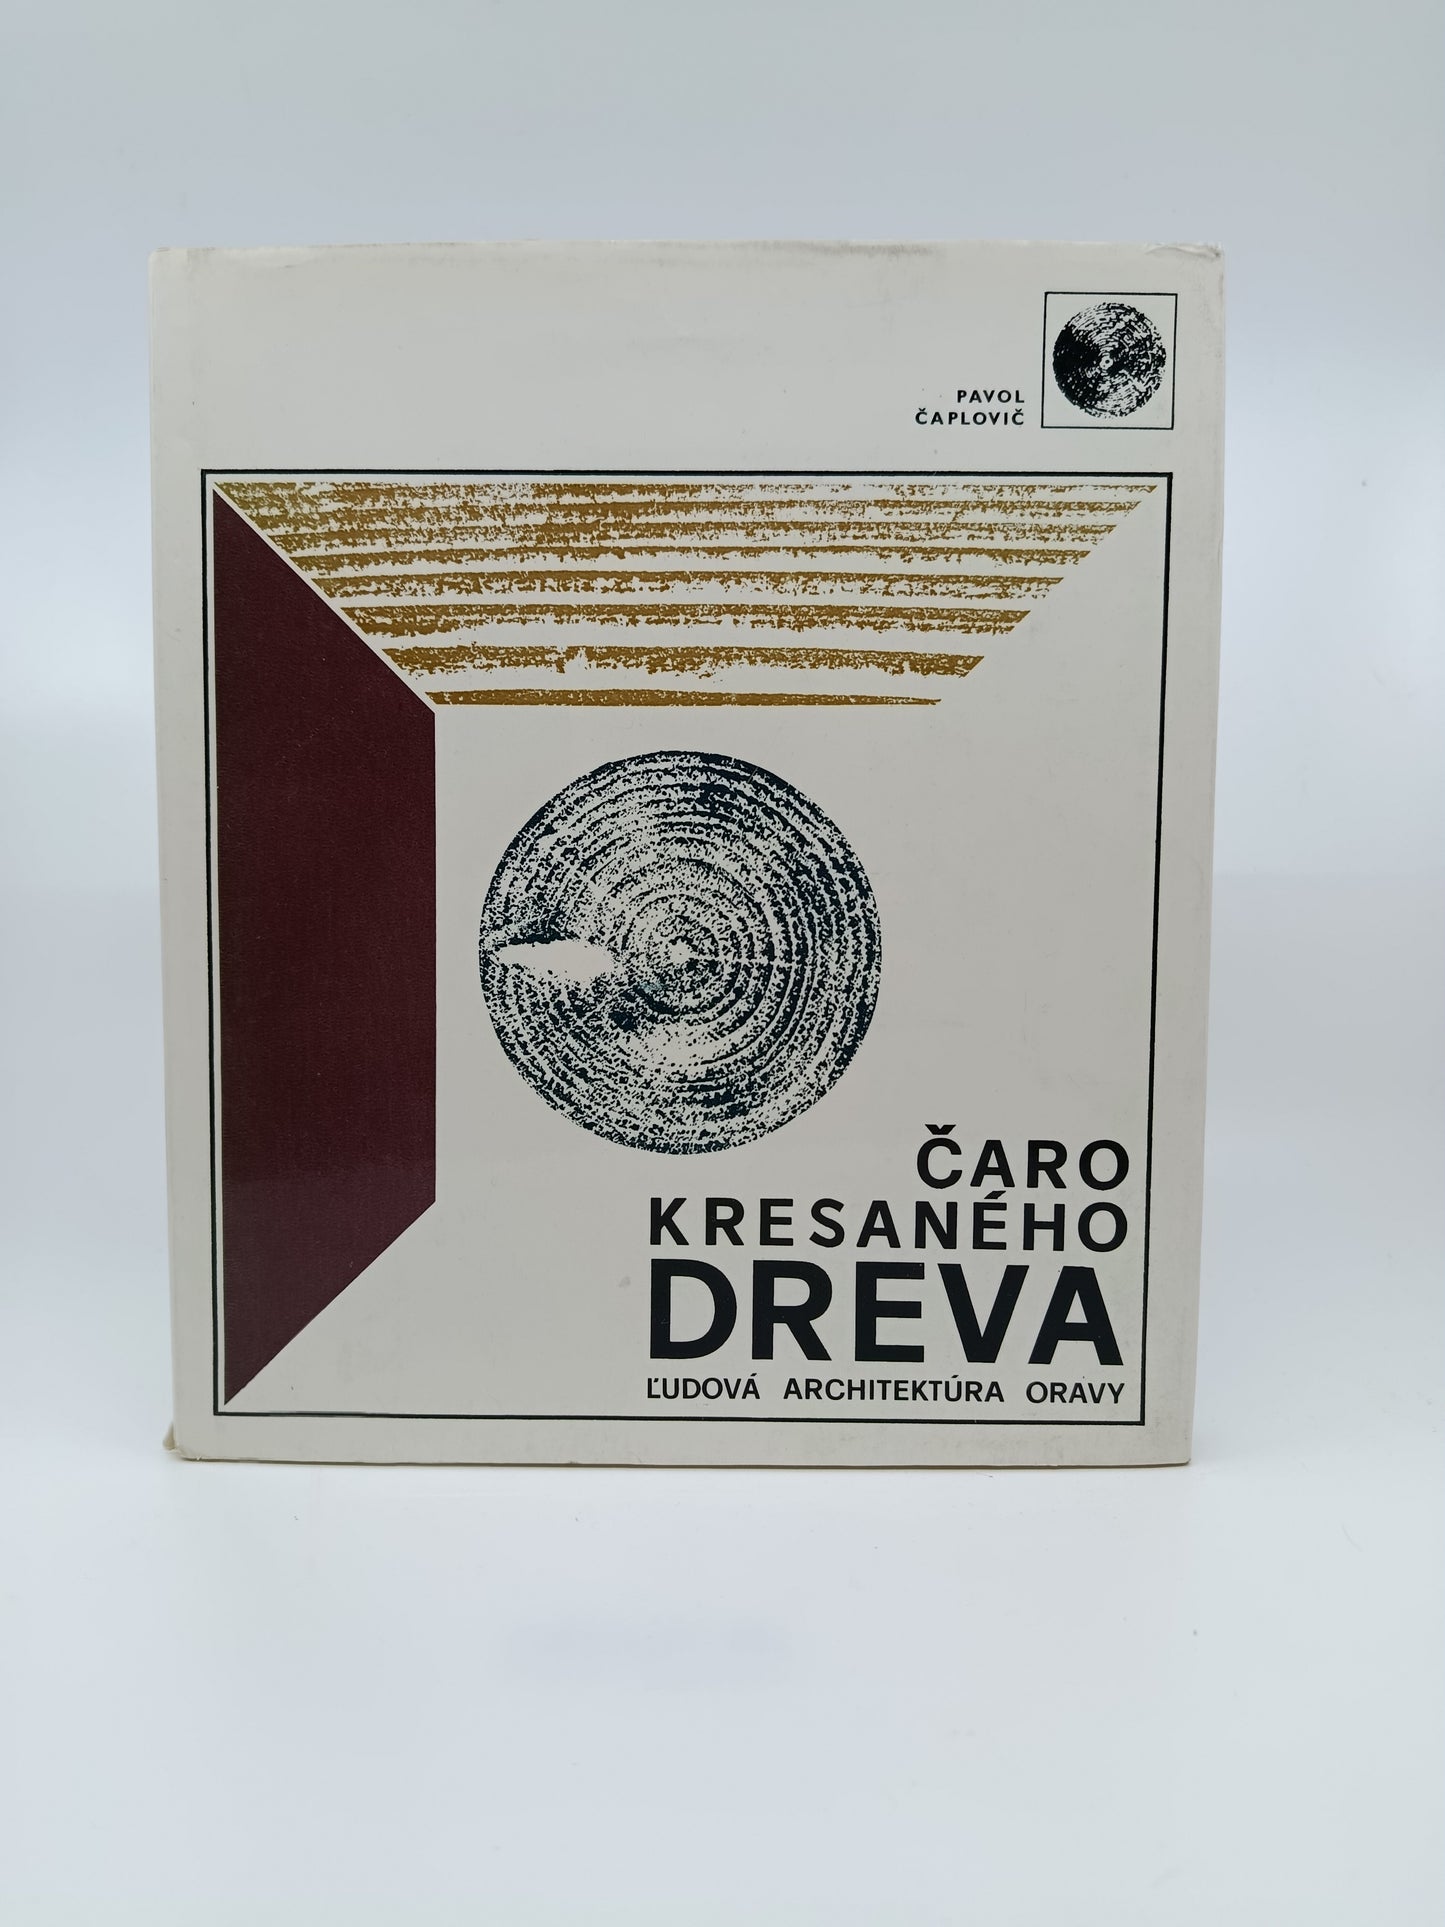 PAVOL
ČAPLOVIČ
ČARO
KRESANÉHO
DREVA
ĽUDOVÁ ARCHITEKTÚRA ORAVY